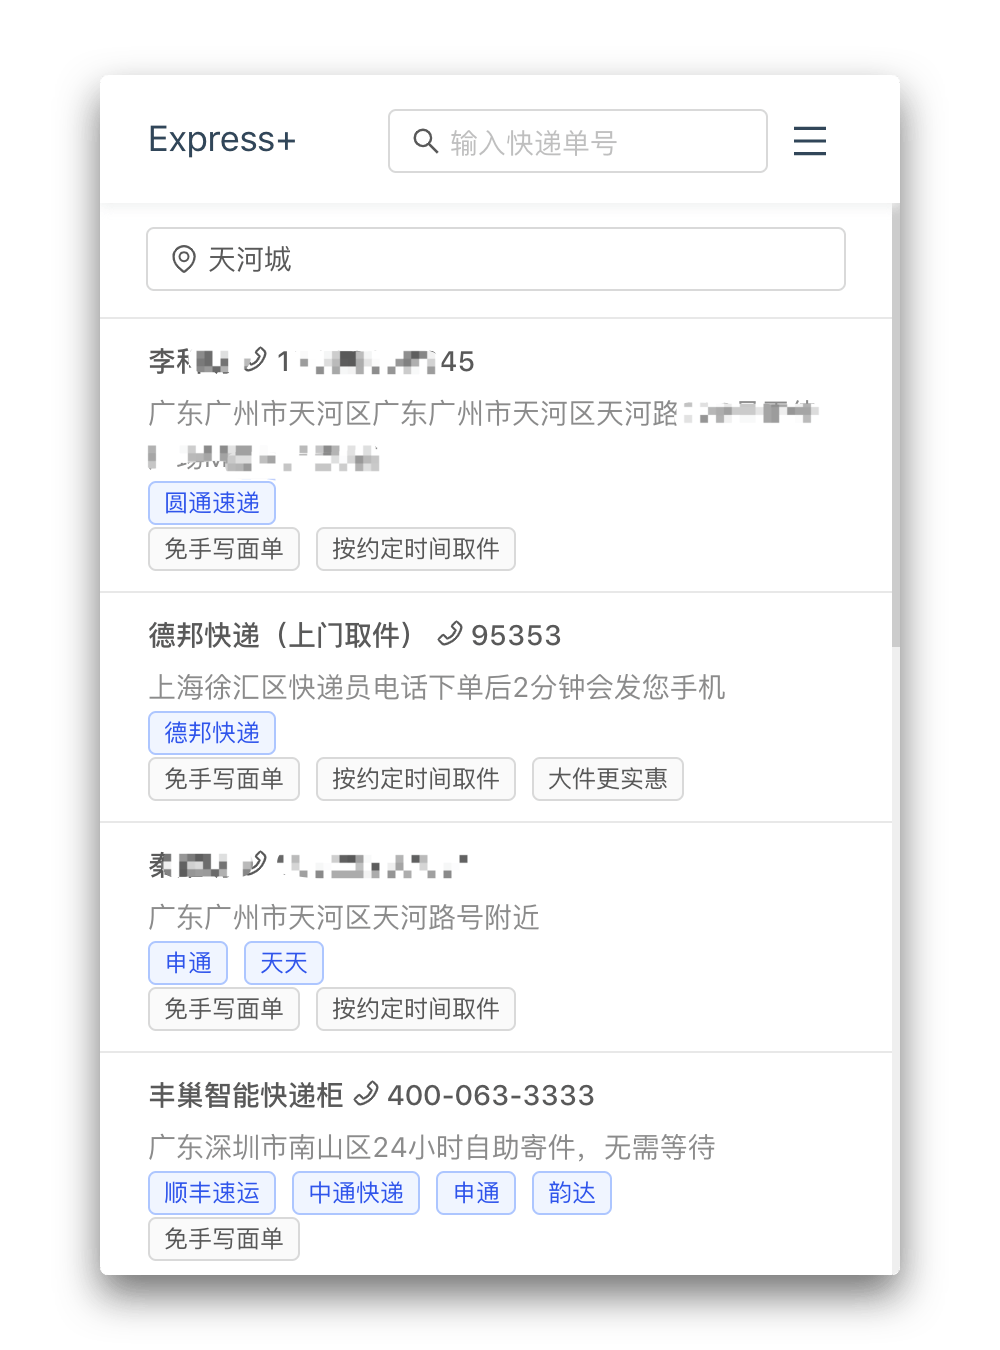 Express+
输入快递单号
天河城
李 1 45
广东广州市天河区广东广州市天河区天河路
圆通速递
免手写面单 按约定时间取件
德邦快递（上门取件） 95353
上海徐汇区快递员电话下单后2分钟会发您手机
德邦快递
免手写面单 按约定时间取件 大件更实惠
秦
广东广州市天河区天河路号附近
申通 天天
免手写面单 按约定时间取件
丰巢智能快递柜 400-063-3333
广东深圳市南山区24小时自助寄件，无需等待
顺丰速运 中通快递 申通 韵达
免手写面单